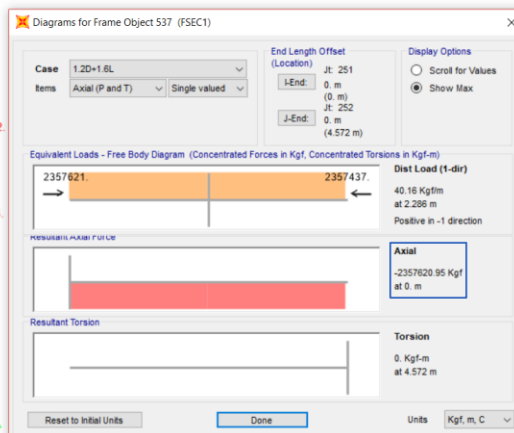 Diagrams for Frame Object 537 (FSEC1)
Case 1.2D+1.6L
Items Axial (P and T) Single valued
End Length Offset
(Location)
Jt: 251
I-End: 0. m
(0. m)
Jt: 252
J-End: 0. m
(4.572 m)
Display Options
Scroll for Values
Show Max
Equivalent Loads - Free Body Diagram (Concentrated Forces in Kgf, Concentrated Torsions in Kgf-m)
2357621. 2357437.
Dist Load (1-dir)
40.16 Kgf/m
at 2.286 m
Positive in -1 direction
Resultant Axial Force
Axial
-2357620.95 Kgf
at 0. m
Resultant Torsion
Torsion
0. Kgf-m
at 4.572 m
Reset to Initial Units Done Units Kgf, m, C